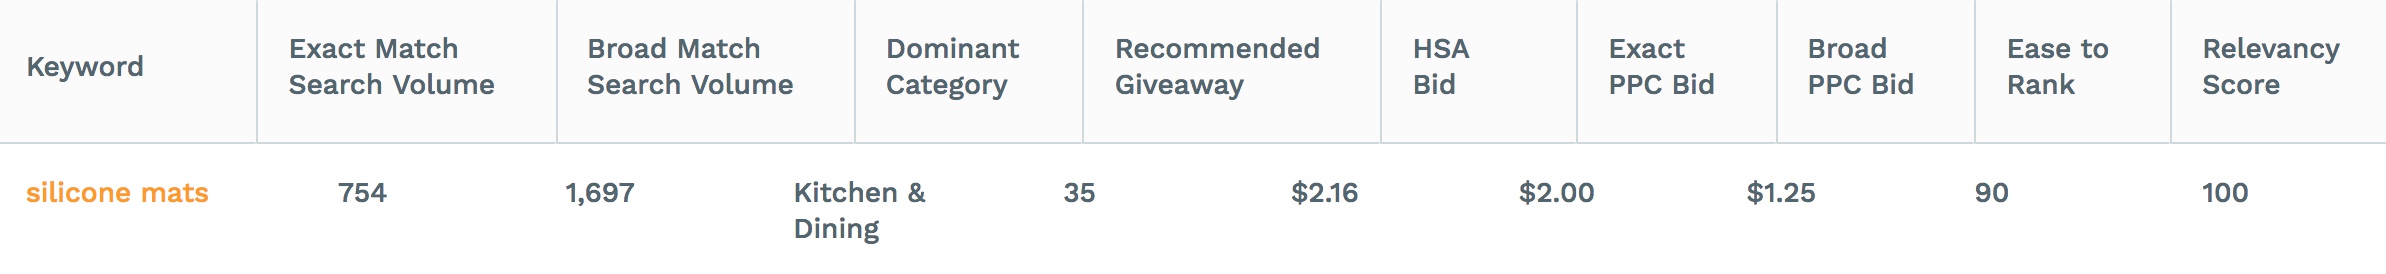 Keyword
Exact Match
Search Volume
Broad Match
Search Volume
Dominant
Category
Recommended
Giveaway
HSA
Bid
Exact
PPC Bid
Broad
PPC Bid
Ease to
Rank
Relevancy
Score
silicone mats
754
1,697
Kitchen &
Dining
35
$2.16
$2.00
$1.25
90
100